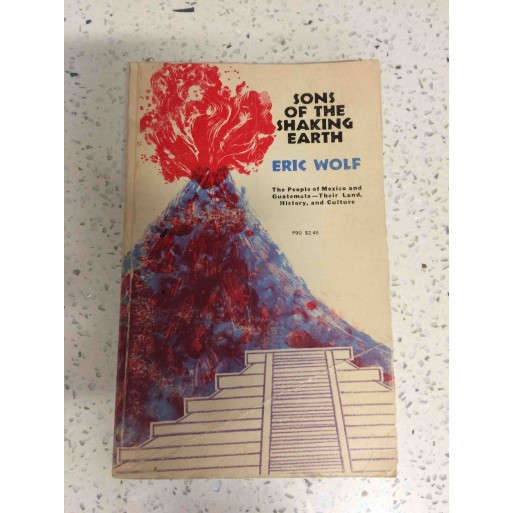 SONS
OF THE
SHAKING
EARTH
ERIC WOLF
The People of Mexico and
Guatemala—Their Land,
History, and Culture
P90 $2.45